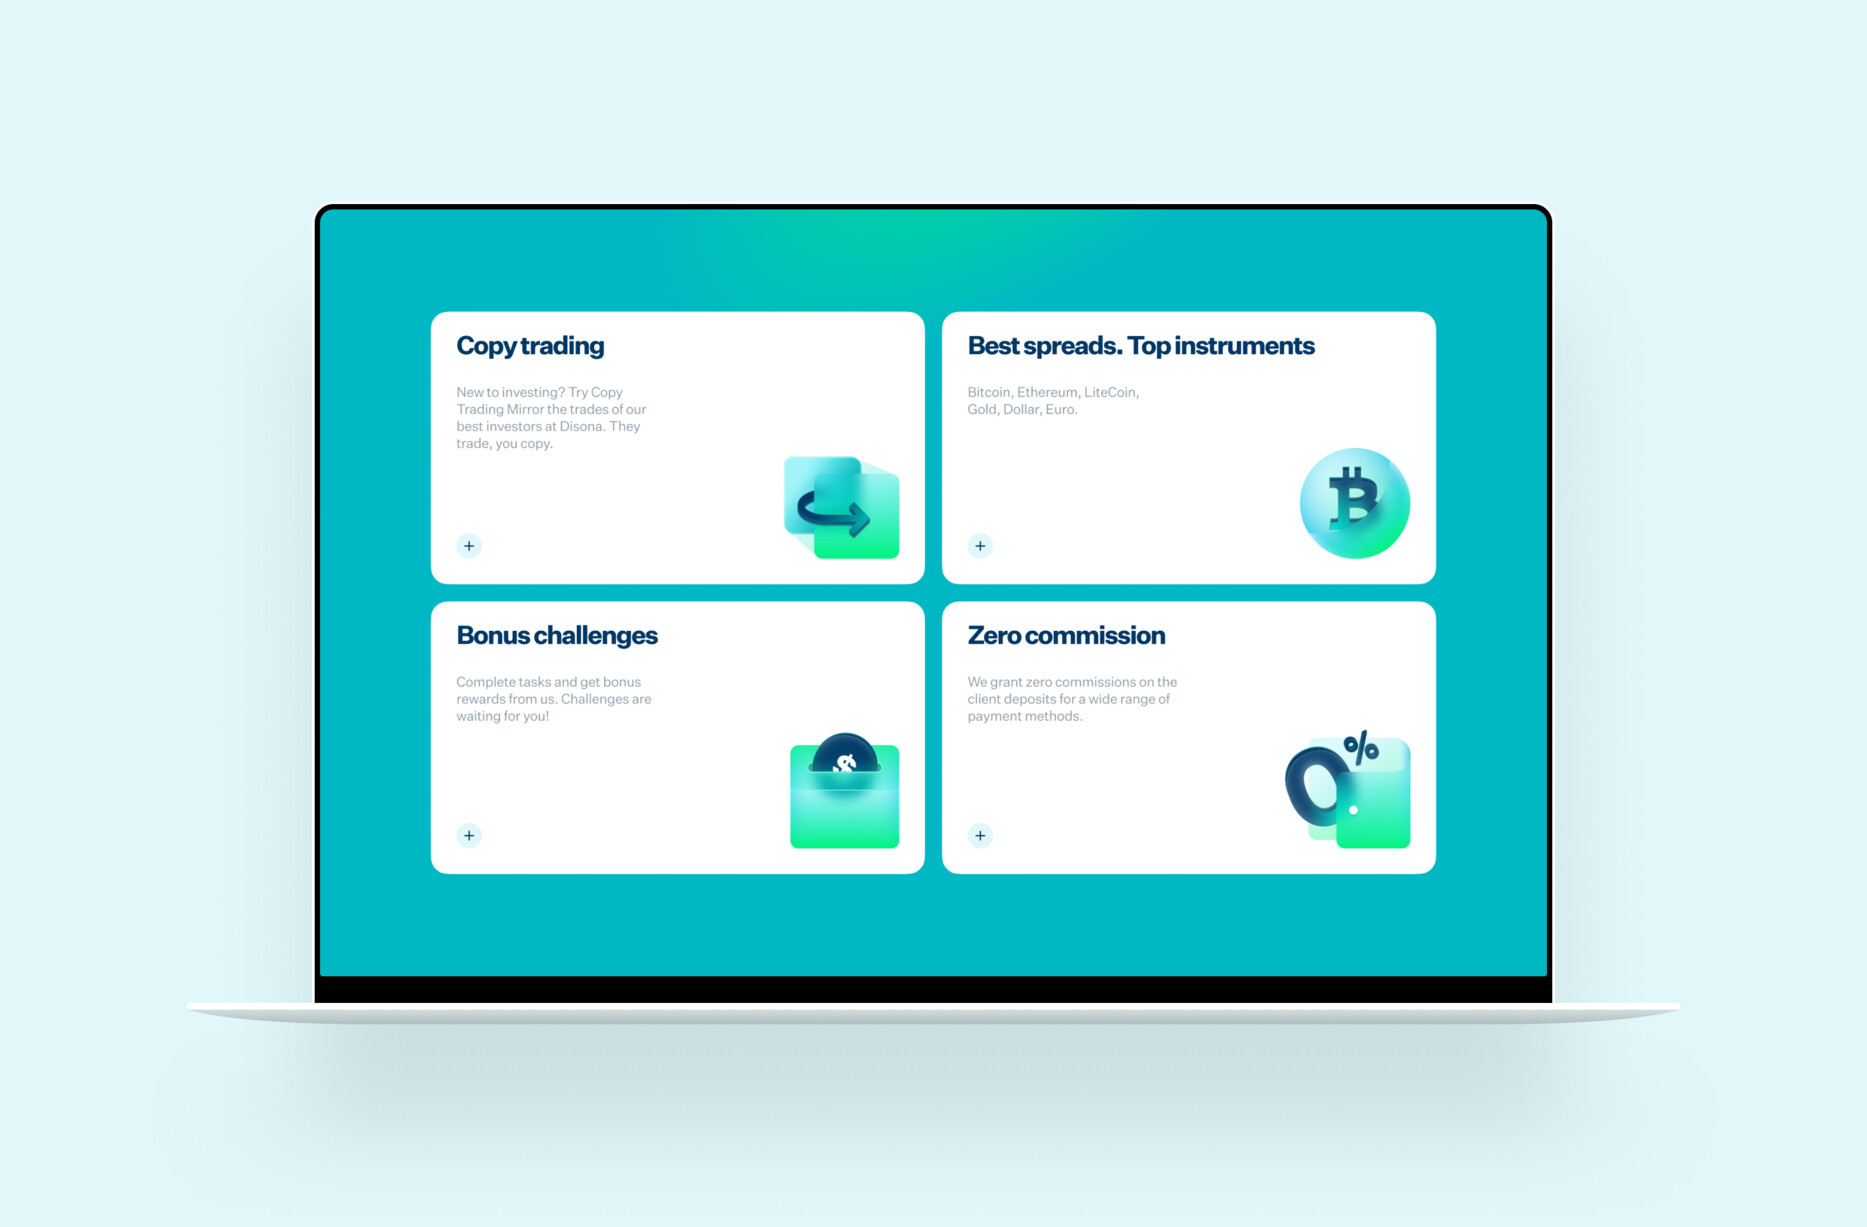 Copy trading
New to investing? Try Copy
Trading Mirror the trades of our
best investors at Disona. They
trade, you copy.
+
Best spreads. Top instruments
Bitcoin, Ethereum, LiteCoin,
Gold, Dollar, Euro.
₿
+
Bonus challenges
Complete tasks and get bonus
rewards from us. Challenges are
waiting for you!
$
+
Zero commission
We grant zero commissions on the
client deposits for a wide range of
payment methods.
0%
+